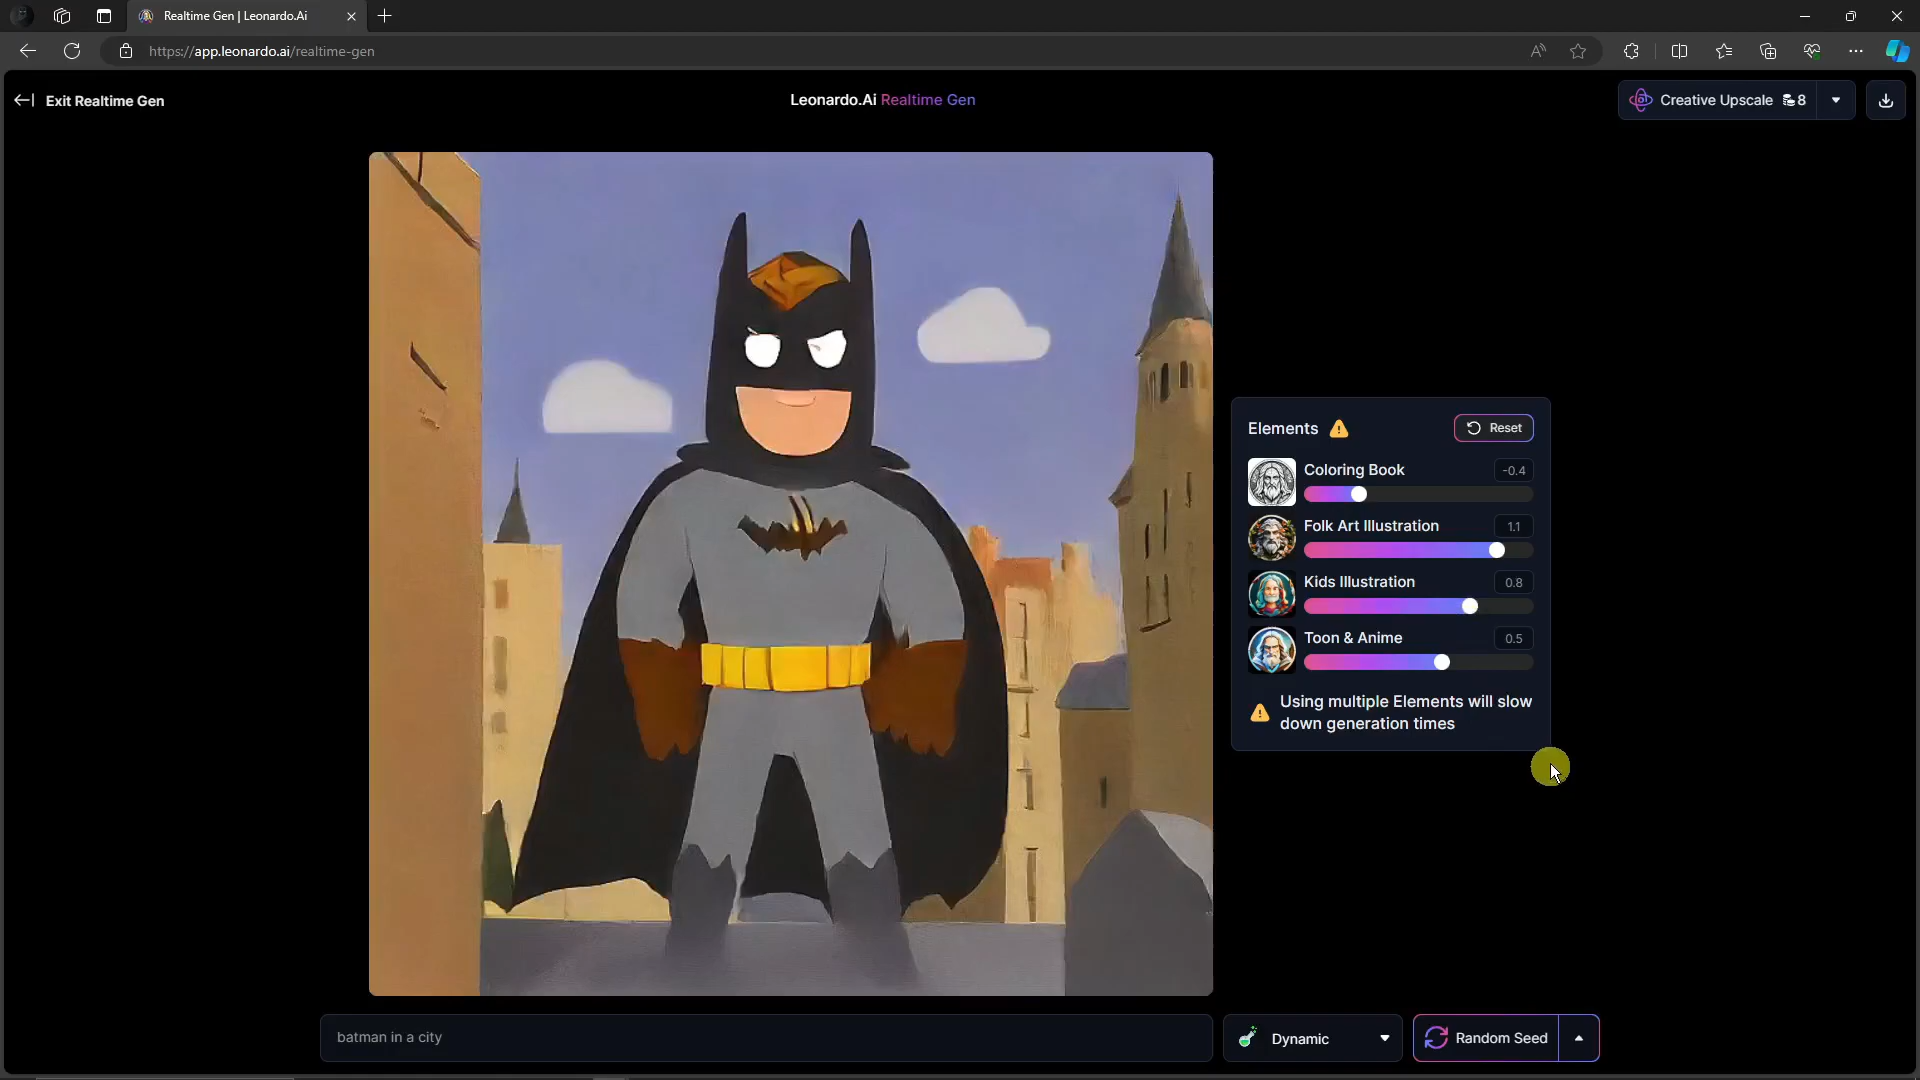 Realtime Gen | Leonardo.Ai
https://app.leonardo.ai/realtime-gen
Exit Realtime Gen
Leonardo.Ai Realtime Gen
Creative Upscale 8
Elements
Reset
Coloring Book -0.4
Folk Art Illustration 1.1
Kids Illustration 0.8
Toon & Anime 0.5
Using multiple Elements will slow
down generation times
batman in a city
Dynamic
Random Seed